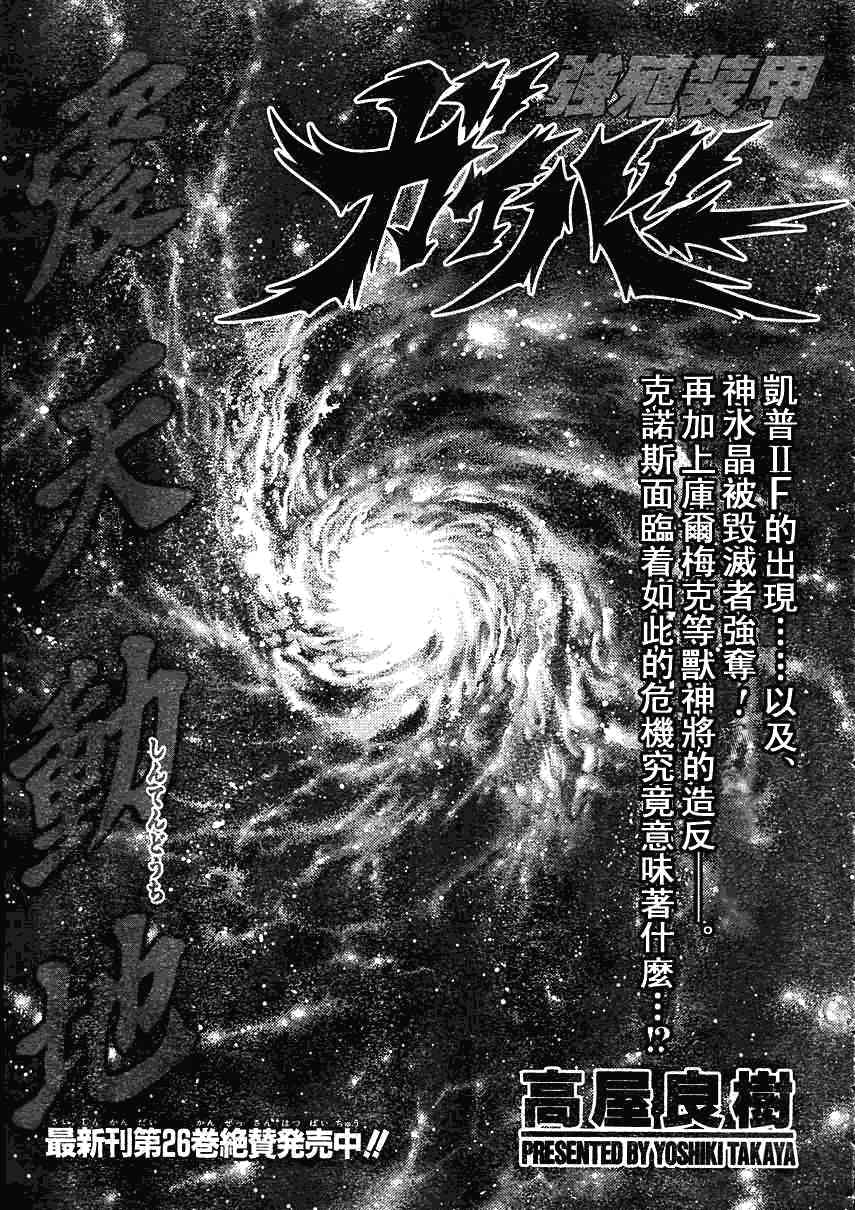 強殖装甲
ガイバー
凱普ⅡF的出現……以及、
神水晶被毀滅者強奪！
再加上庫爾梅克等獸神將的造反——。
克諾斯面臨着如此的危機究竟意味著什麼…!?
震天動地
しんてんどうち
高屋良樹
PRESENTED BY YOSHIKI TAKAYA
最新刊第26巻絶賛発売中!!